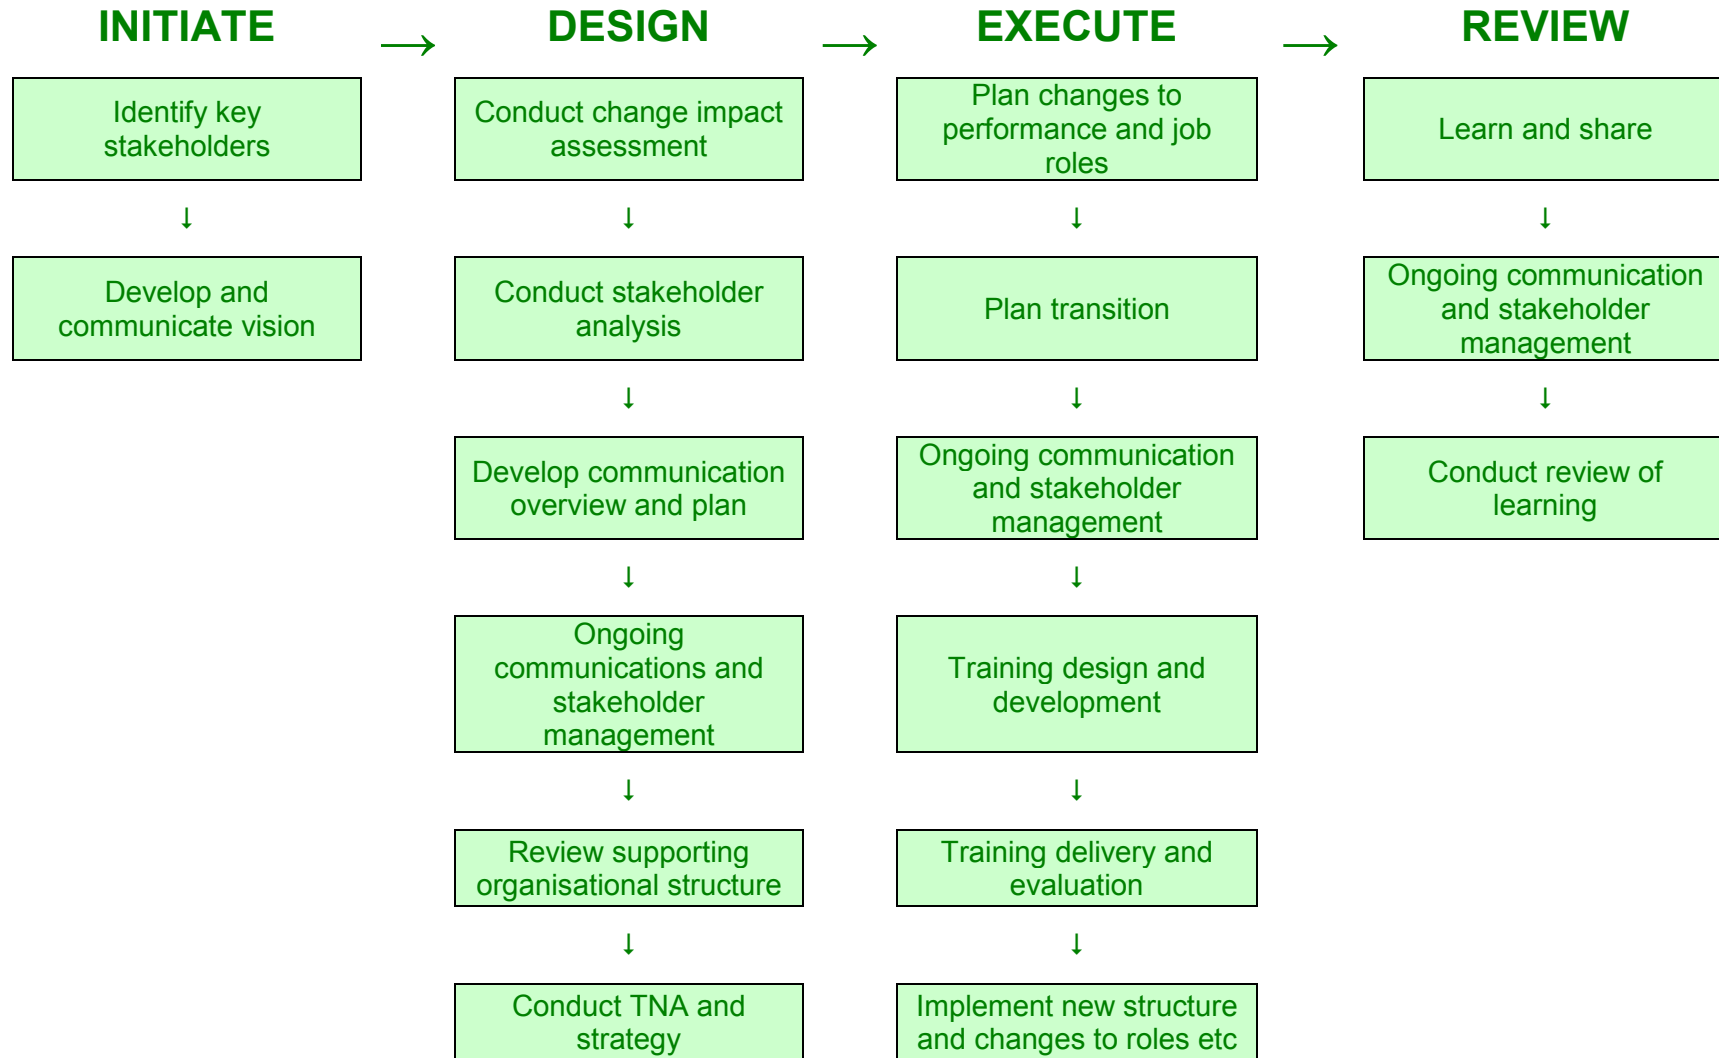 INITIATE → DESIGN → EXECUTE → REVIEW
Identify key
stakeholders
↓
Develop and
communicate vision
Conduct change impact
assessment
↓
Conduct stakeholder
analysis
↓
Develop communication
overview and plan
↓
Ongoing
communications and
stakeholder
management
↓
Review supporting
organisational structure
↓
Conduct TNA and
strategy
Plan changes to
performance and job
roles
↓
Plan transition
↓
Ongoing communication
and stakeholder
management
↓
Training design and
development
↓
Training delivery and
evaluation
↓
Implement new structure
and changes to roles etc
Learn and share
↓
Ongoing communication
and stakeholder
management
↓
Conduct review of
learning